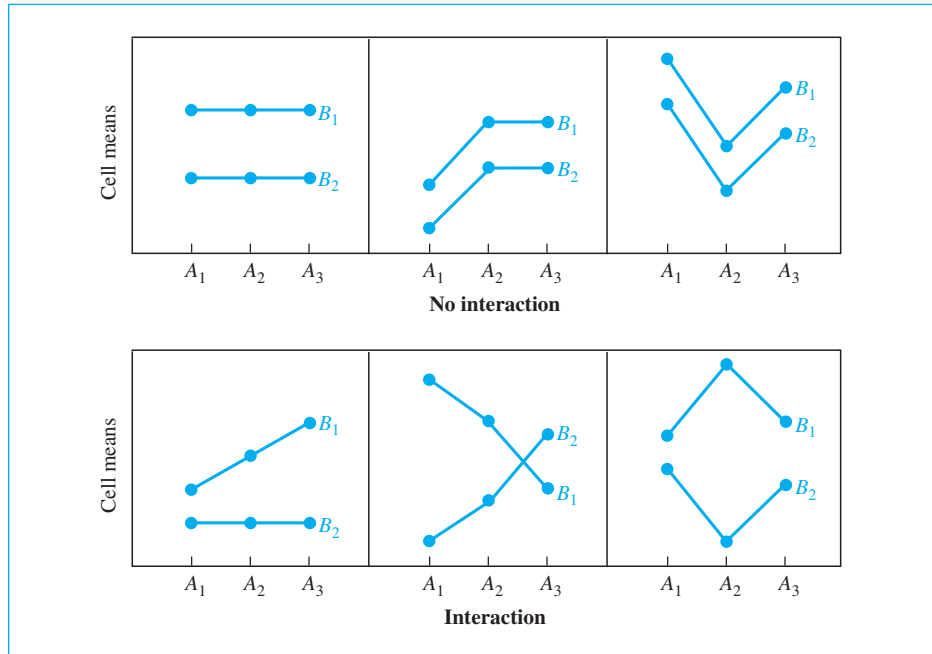 Cell means
B₁
B₂
B₁
B₂
B₁
B₂
A₁ A₂ A₃ A₁ A₂ A₃ A₁ A₂ A₃
No interaction
Cell means
B₁
B₂
B₂
B₁
B₁
B₂
A₁ A₂ A₃ A₁ A₂ A₃ A₁ A₂ A₃
Interaction